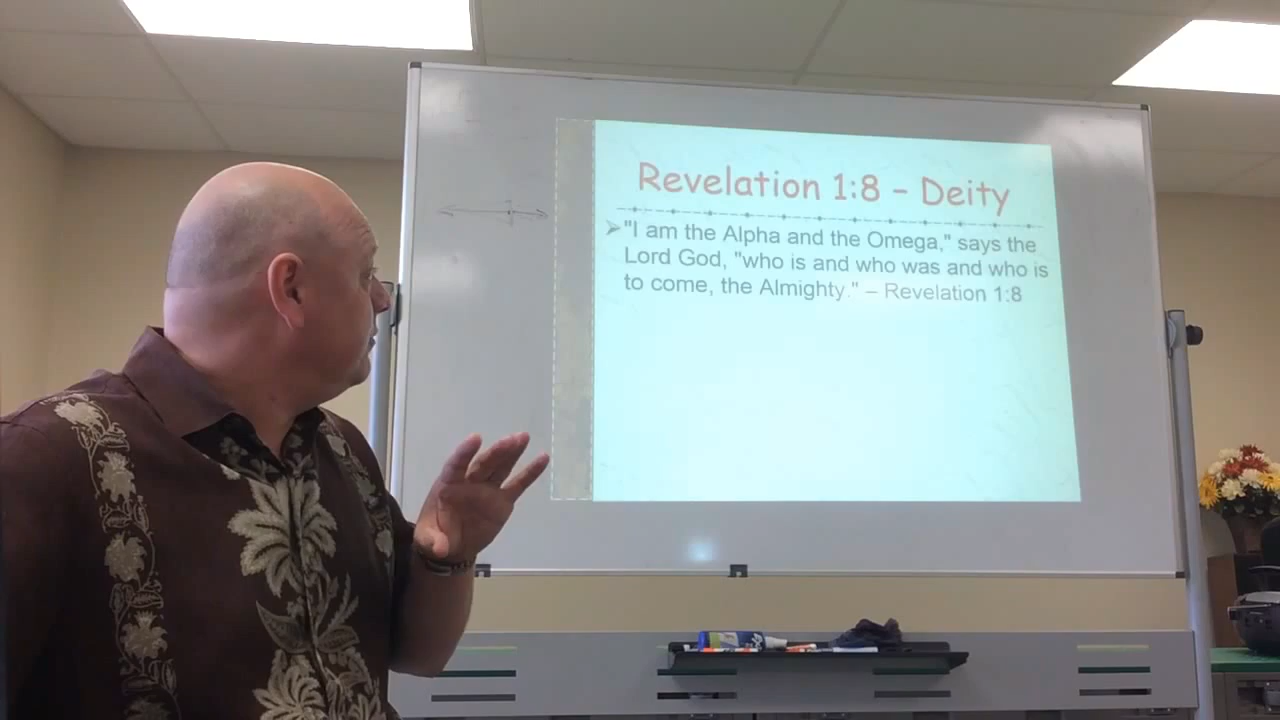 Revelation 1:8 – Deity
"I am the Alpha and the Omega," says the
Lord God, "who is and who was and who is
to come, the Almighty." – Revelation 1:8